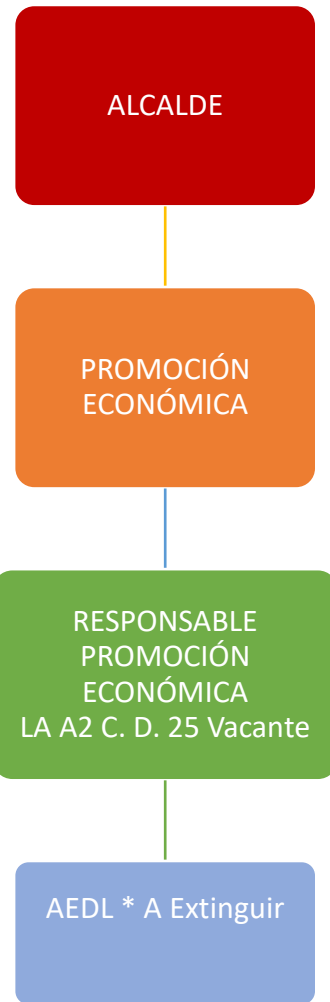 ALCALDE
PROMOCIÓN
ECONÓMICA
RESPONSABLE
PROMOCIÓN
ECONÓMICA
LA A2 C. D. 25 Vacante
AEDL * A Extinguir